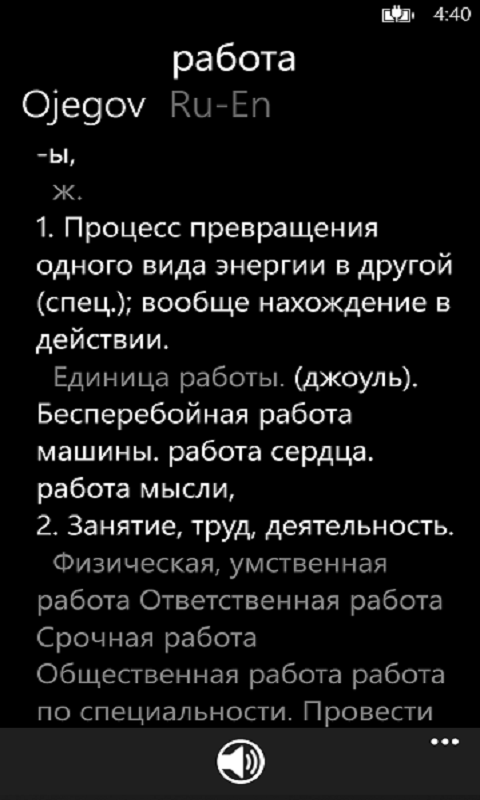 4:40
работа
Ojegov Ru-En
-ы,
ж.
1. Процесс превращения
одного вида энергии в другой
(спец.); вообще нахождение в
действии.
Единица работы. (джоуль).
Бесперебойная работа
машины. работа сердца.
работа мысли,
2. Занятие, труд, деятельность.
Физическая, умственная
работа Ответственная работа
Срочная работа
Общественная работа работа
по специальности. Провести